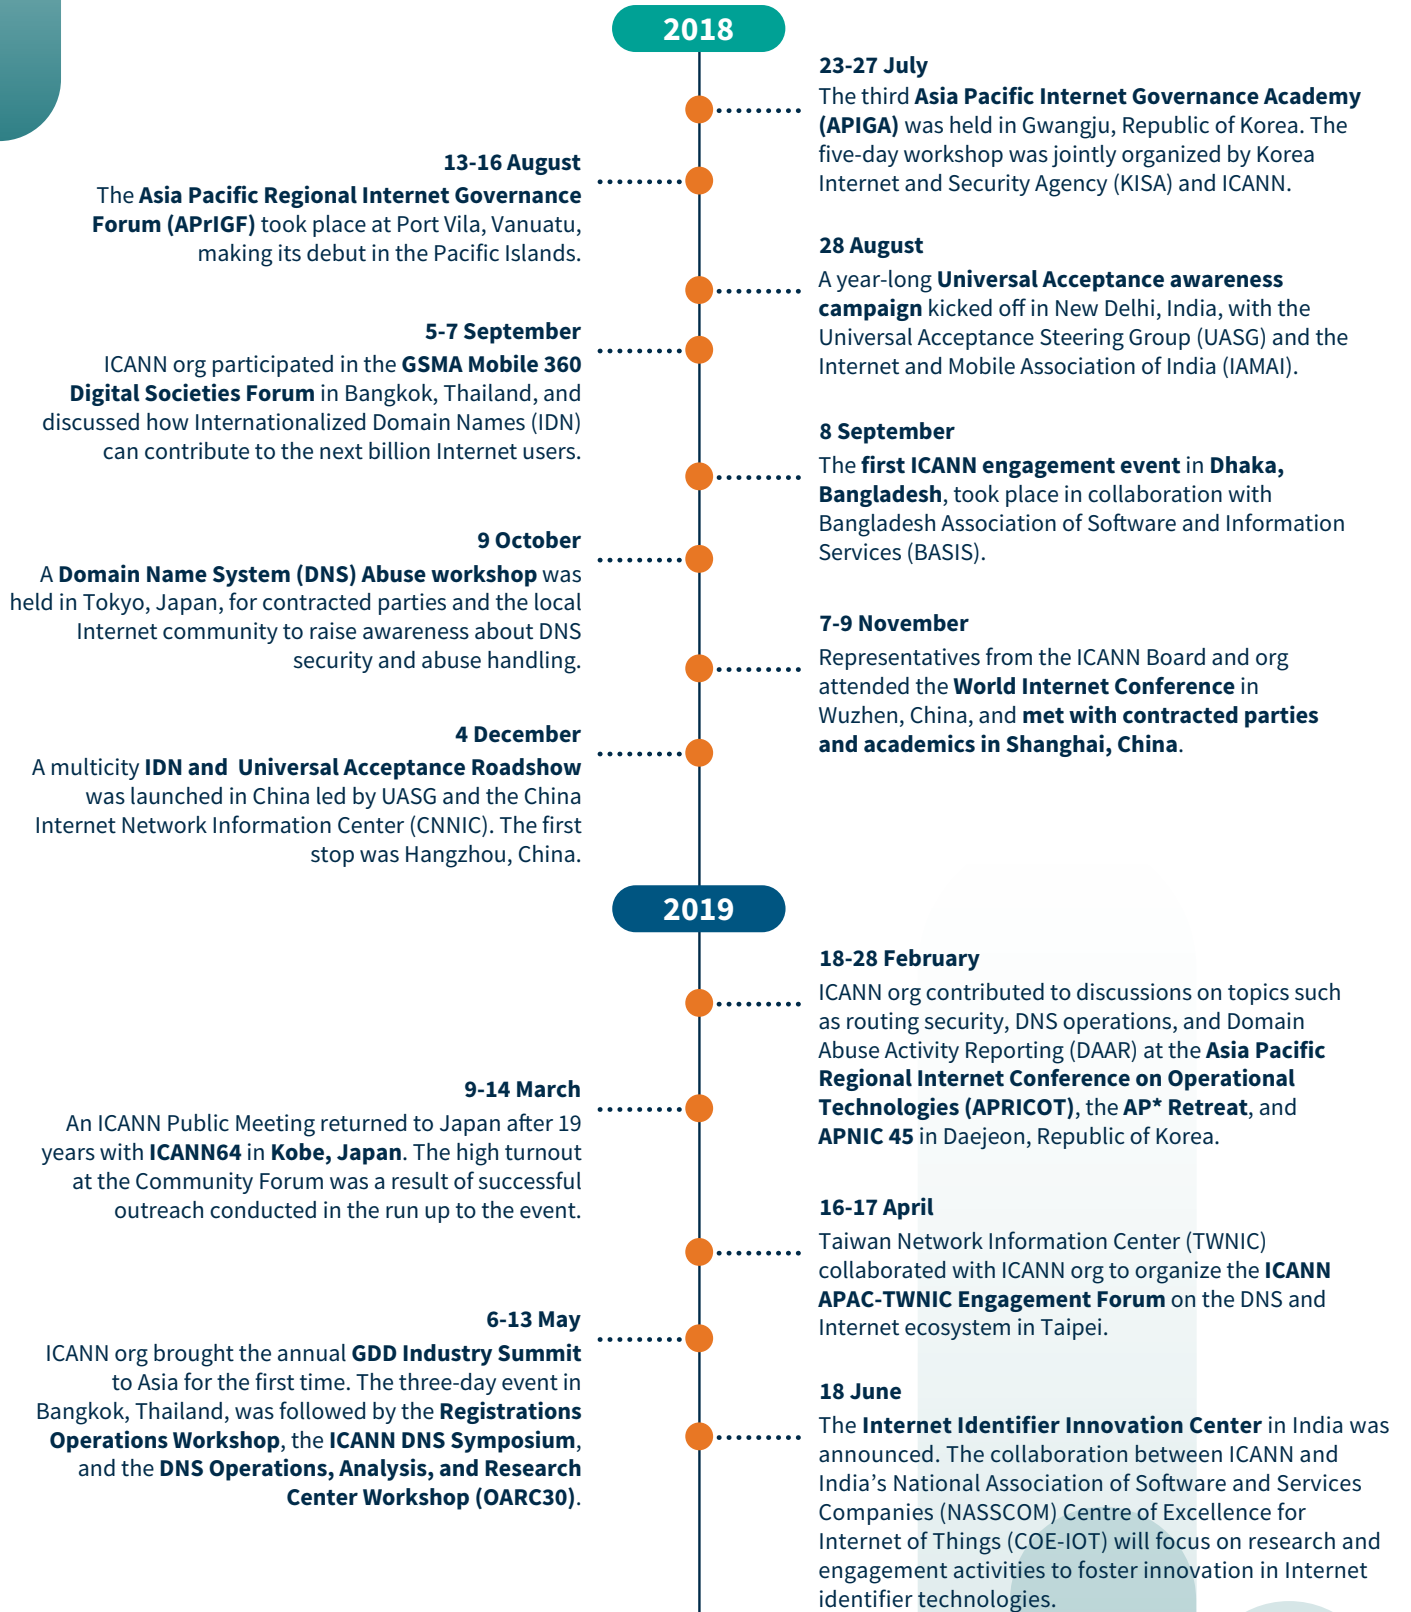 2018
23-27 July
The third Asia Pacific Internet Governance Academy
(APIGA) was held in Gwangju, Republic of Korea. The
five-day workshop was jointly organized by Korea
Internet and Security Agency (KISA) and ICANN.
13-16 August
The Asia Pacific Regional Internet Governance
Forum (APrIGF) took place at Port Vila, Vanuatu,
making its debut in the Pacific Islands.
28 August
A year-long Universal Acceptance awareness
campaign kicked off in New Delhi, India, with the
Universal Acceptance Steering Group (UASG) and the
Internet and Mobile Association of India (IAMAI).
5-7 September
ICANN org participated in the GSMA Mobile 360
Digital Societies Forum in Bangkok, Thailand, and
discussed how Internationalized Domain Names (IDN)
can contribute to the next billion Internet users.
8 September
The first ICANN engagement event in Dhaka,
Bangladesh, took place in collaboration with
Bangladesh Association of Software and Information
Services (BASIS).
9 October
A Domain Name System (DNS) Abuse workshop was
held in Tokyo, Japan, for contracted parties and the local
Internet community to raise awareness about DNS
security and abuse handling.
7-9 November
Representatives from the ICANN Board and org
attended the World Internet Conference in
Wuzhen, China, and met with contracted parties
and academics in Shanghai, China.
4 December
A multicity IDN and  Universal Acceptance Roadshow
was launched in China led by UASG and the China
Internet Network Information Center (CNNIC). The first
stop was Hangzhou, China.
2019
18-28 February
ICANN org contributed to discussions on topics such
as routing security, DNS operations, and Domain
Abuse Activity Reporting (DAAR) at the Asia Pacific
Regional Internet Conference on Operational
Technologies (APRICOT), the AP* Retreat, and
APNIC 45 in Daejeon, Republic of Korea.
9-14 March
An ICANN Public Meeting returned to Japan after 19
years with ICANN64 in Kobe, Japan. The high turnout
at the Community Forum was a result of successful
outreach conducted in the run up to the event.
16-17 April
Taiwan Network Information Center (TWNIC)
collaborated with ICANN org to organize the ICANN
APAC-TWNIC Engagement Forum on the DNS and
Internet ecosystem in Taipei.
6-13 May
ICANN org brought the annual GDD Industry Summit
to Asia for the first time. The three-day event in
Bangkok, Thailand, was followed by the Registrations
Operations Workshop, the ICANN DNS Symposium,
and the DNS Operations, Analysis, and Research
Center Workshop (OARC30).
18 June
The Internet Identifier Innovation Center in India was
announced. The collaboration between ICANN and
India’s National Association of Software and Services
Companies (NASSCOM) Centre of Excellence for
Internet of Things (COE-IOT) will focus on research and
engagement activities to foster innovation in Internet
identifier technologies.